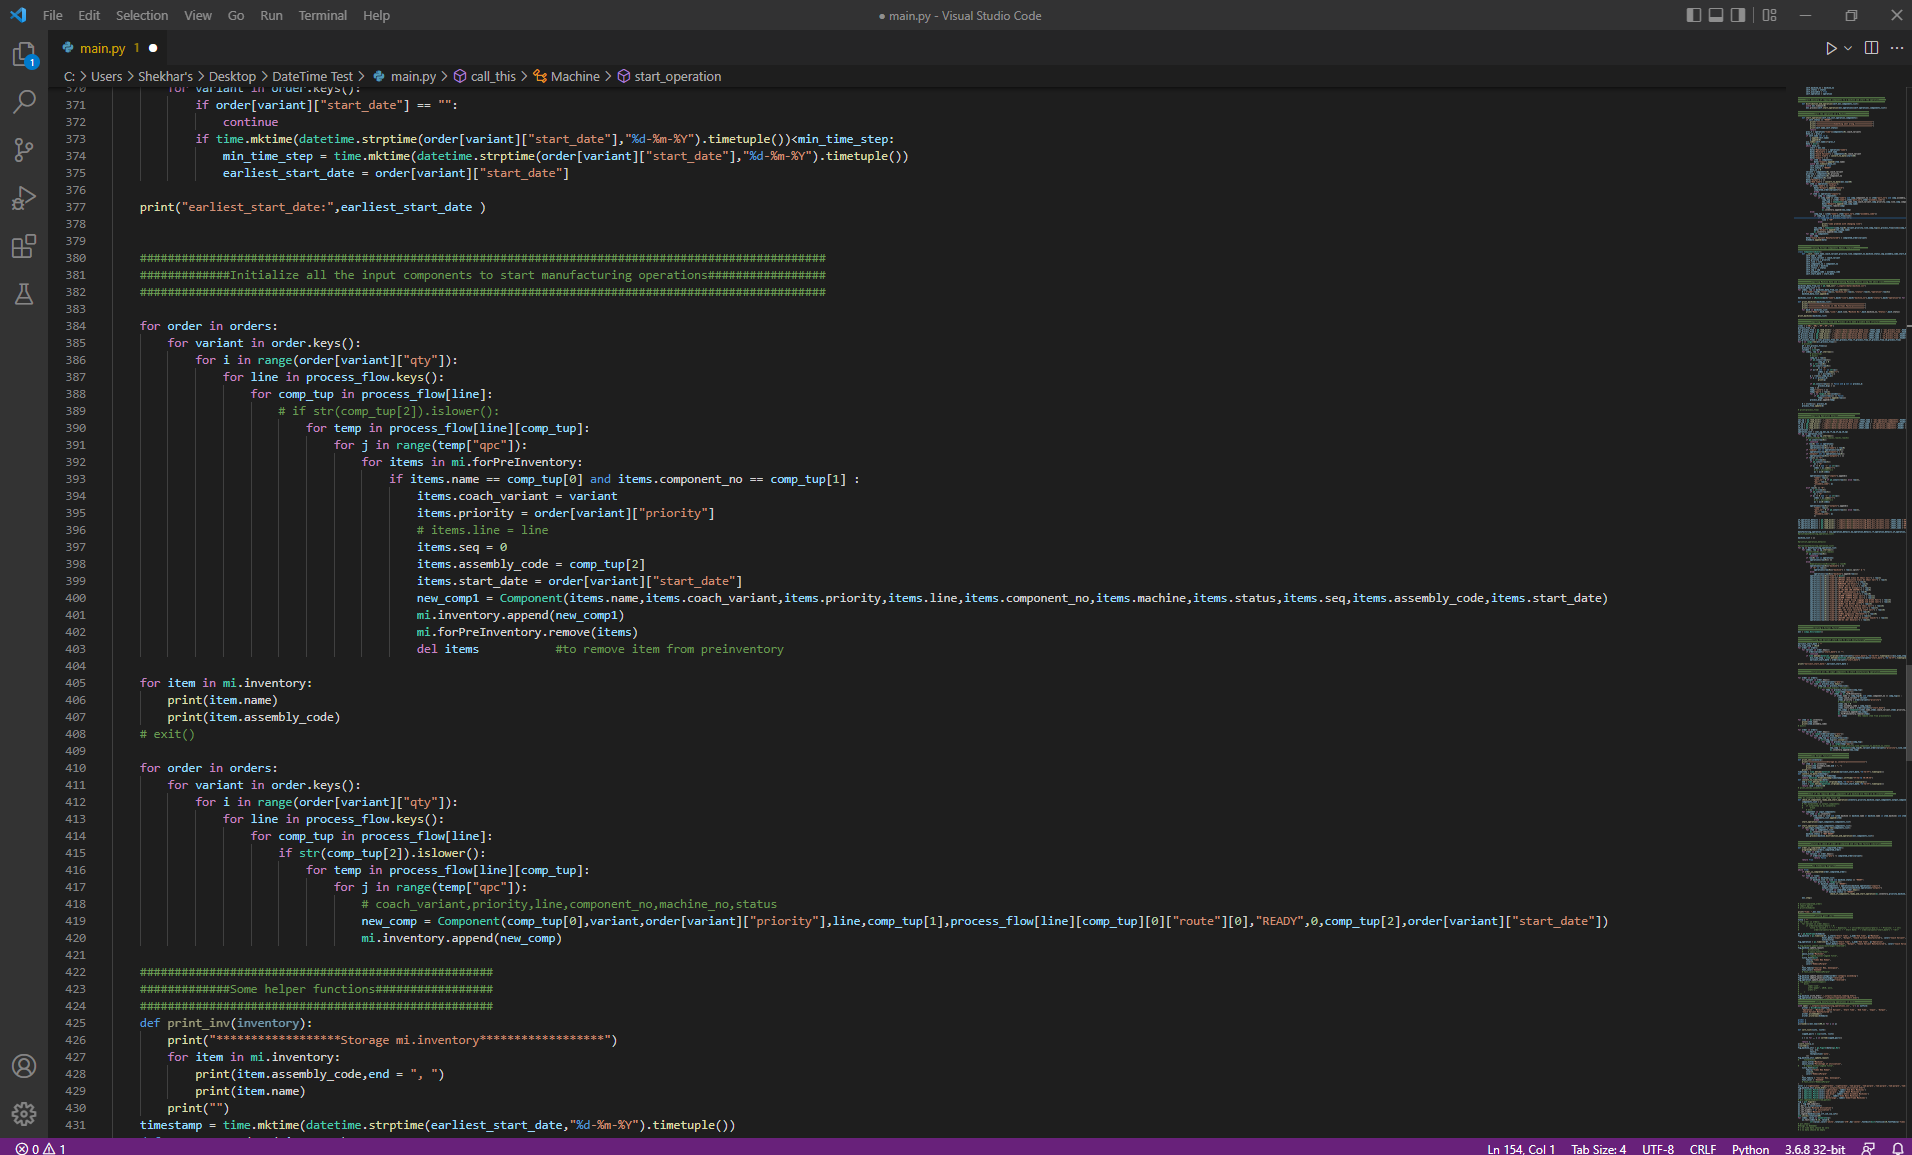 File Edit Selection View Go Run Terminal Help
● main.py - Visual Studio Code
main.py 1 ●
C: > Users > Shekhar's > Desktop > DateTime Test > main.py > call_this > Machine > start_operation
370 for variant in order.keys():
371 if order[variant]["start_date"] == "":
372 continue
373 if time.mktime(datetime.strptime(order[variant]["start_date"],"%d-%m-%Y").timetuple())<min_time_step:
374 min_time_step = time.mktime(datetime.strptime(order[variant]["start_date"],"%d-%m-%Y").timetuple())
375 earliest_start_date = order[variant]["start_date"]
376
377 print("earliest_start_date:",earliest_start_date )
378
379
380 ###################################################################################################
381 #############Initialize all the input components to start manufacturing operations#################
382 ###################################################################################################
383
384 for order in orders:
385 for variant in order.keys():
386 for i in range(order[variant]["qty"]):
387 for line in process_flow.keys():
388 for comp_tup in process_flow[line]:
389 # if str(comp_tup[2]).islower():
390 for temp in process_flow[line][comp_tup]:
391 for j in range(temp["qpc"]):
392 for items in mi.forPreInventory:
393 if items.name == comp_tup[0] and items.component_no == comp_tup[1] :
394 items.coach_variant = variant
395 items.priority = order[variant]["priority"]
396 # items.line = line
397 items.seq = 0
398 items.assembly_code = comp_tup[2]
399 items.start_date = order[variant]["start_date"]
400 new_comp1 = Component(items.name,items.coach_variant,items.priority,items.line,items.component_no,items.machine,items.status,items.seq,items.assembly_code,items.start_date)
401 mi.inventory.append(new_comp1)
402 mi.forPreInventory.remove(items)
403 del items #to remove item from preinventory
404
405 for item in mi.inventory:
406 print(item.name)
407 print(item.assembly_code)
408 # exit()
409
410 for order in orders:
411 for variant in order.keys():
412 for i in range(order[variant]["qty"]):
413 for line in process_flow.keys():
414 for comp_tup in process_flow[line]:
415 if str(comp_tup[2]).islower():
416 for temp in process_flow[line][comp_tup]:
417 for j in range(temp["qpc"]):
418 # coach_variant,priority,line,component_no,machine_no,status
419 new_comp = Component(comp_tup[0],variant,order[variant]["priority"],line,comp_tup[1],process_flow[line][comp_tup][0]["route"][0],"READY",0,comp_tup[2],order[variant]["start_date"])
420 mi.inventory.append(new_comp)
421
422 ###################################################
423 #############Some helper functions#################
424 ###################################################
425 def print_inv(inventory):
426 print("******************Storage mi.inventory******************")
427 for item in mi.inventory:
428 print(item.assembly_code,end = ", ")
429 print(item.name)
430 print("")
431 timestamp = time.mktime(datetime.strptime(earliest_start_date,"%d-%m-%Y").timetuple())
1
0 1 Ln 154, Col 1 Tab Size: 4 UTF-8 CRLF Python 3.6.8 32-bit